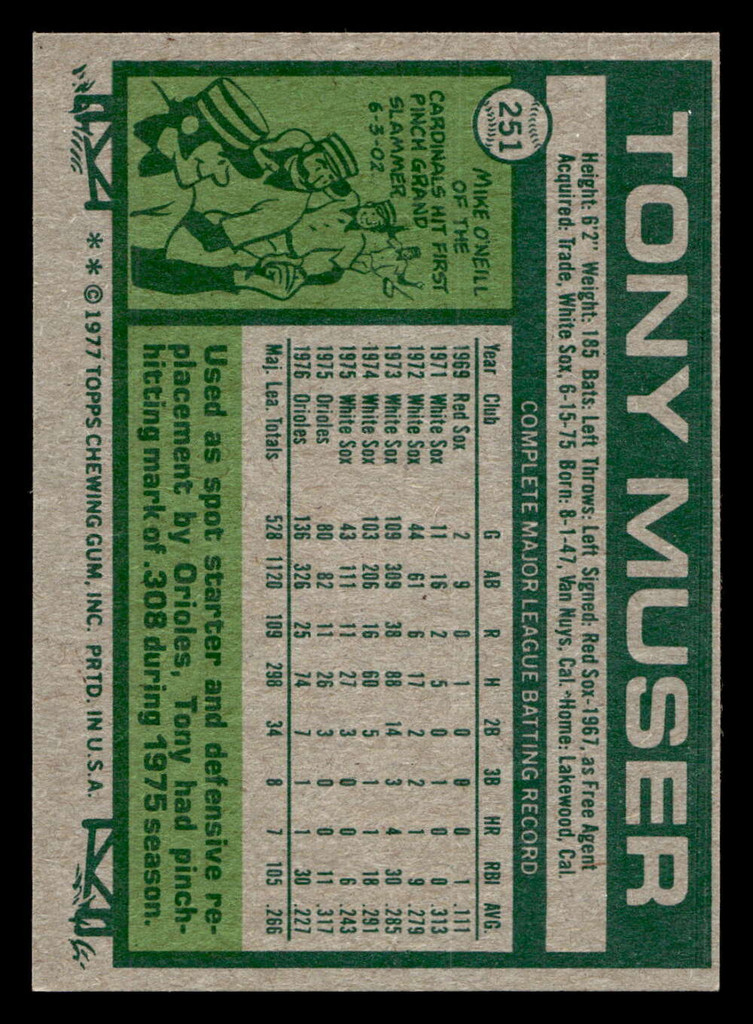 TONY MUSER
251
Height: 6'2" Weight: 185 Bats: Left Throws: Left Signed: Red Sox-1967, as Free Agent
Acquired: Trade, White Sox, 6-15-75 Born: 8-1-47, Van Nuys, Cal. Home: Lakewood, Cal.
MIKE O'NEILL
OF THE
CARDINALS HIT FIRST
PINCH GRAND
SLAMMER
6-3-02
COMPLETE MAJOR LEAGUE BATTING RECORD
Year Club G AB R H 2B 3B HR RBI AVG.
1969 Red Sox 2 9 0 1 0 0 0 1 .111
1971 White Sox 11 16 2 5 0 1 0 0 .313
1972 White Sox 44 61 6 17 2 2 1 9 .279
1973 White Sox 109 309 38 88 14 3 4 30 .285
1974 White Sox 103 206 16 60 5 1 1 18 .291
1975 White Sox 43 111 11 27 3 0 0 6 .243
1975 Orioles 80 82 11 26 3 0 0 11 .317
1976 Orioles 136 326 25 74 7 1 1 30 .227
Maj. Lea. Totals 528 1120 109 298 34 8 7 105 .266
Used as spot starter and defensive re-
placement by Orioles, Tony had pinch-
hitting mark of .308 during 1975 season.
* * © 1977 TOPPS CHEWING GUM, INC. PRTD. IN U.S.A.